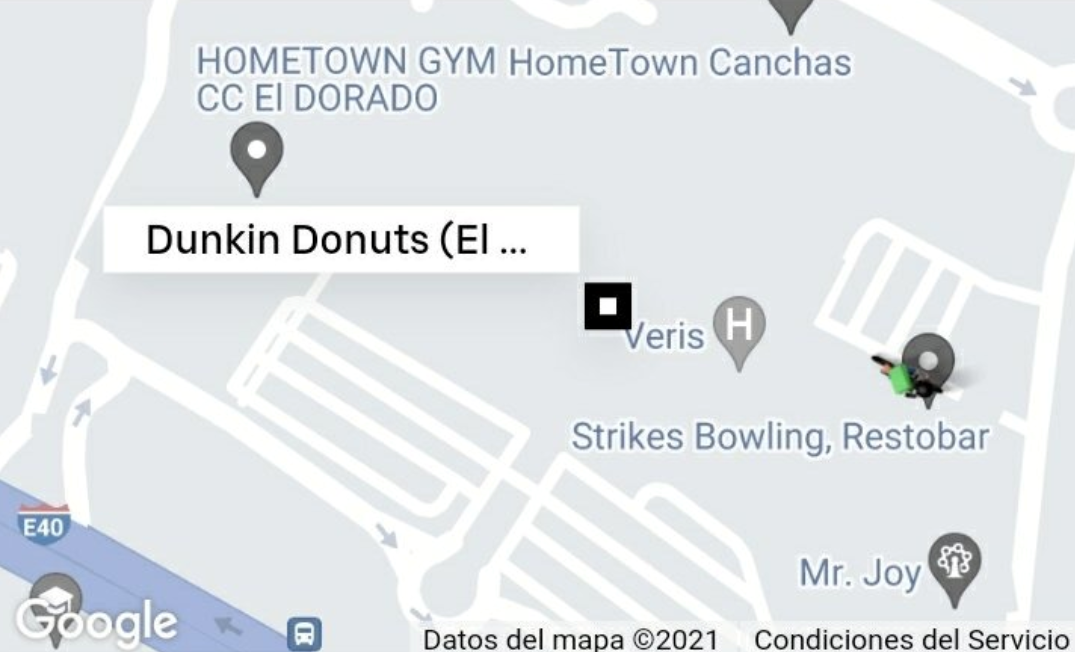 HOMETOWN GYM
CC El DORADO
HomeTown Canchas
Dunkin Donuts (El ...
H
Veris
Strikes Bowling, Restobar
E40
Mr. Joy
Google
Datos del mapa ©2021
Condiciones del Servicio